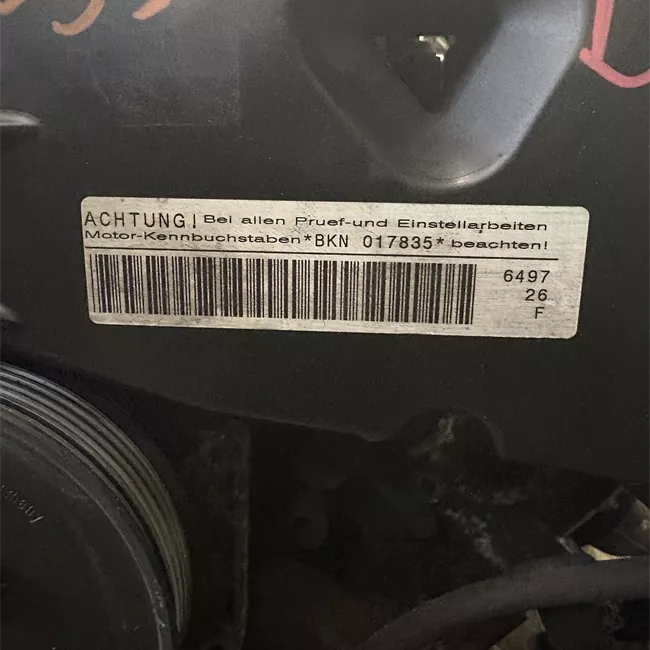 ACHTUNG! Bei allen Pruef-und Einstellarbeiten
Motor-Kennbuchstaben *BKN 017835* beachten!
6497
26
F